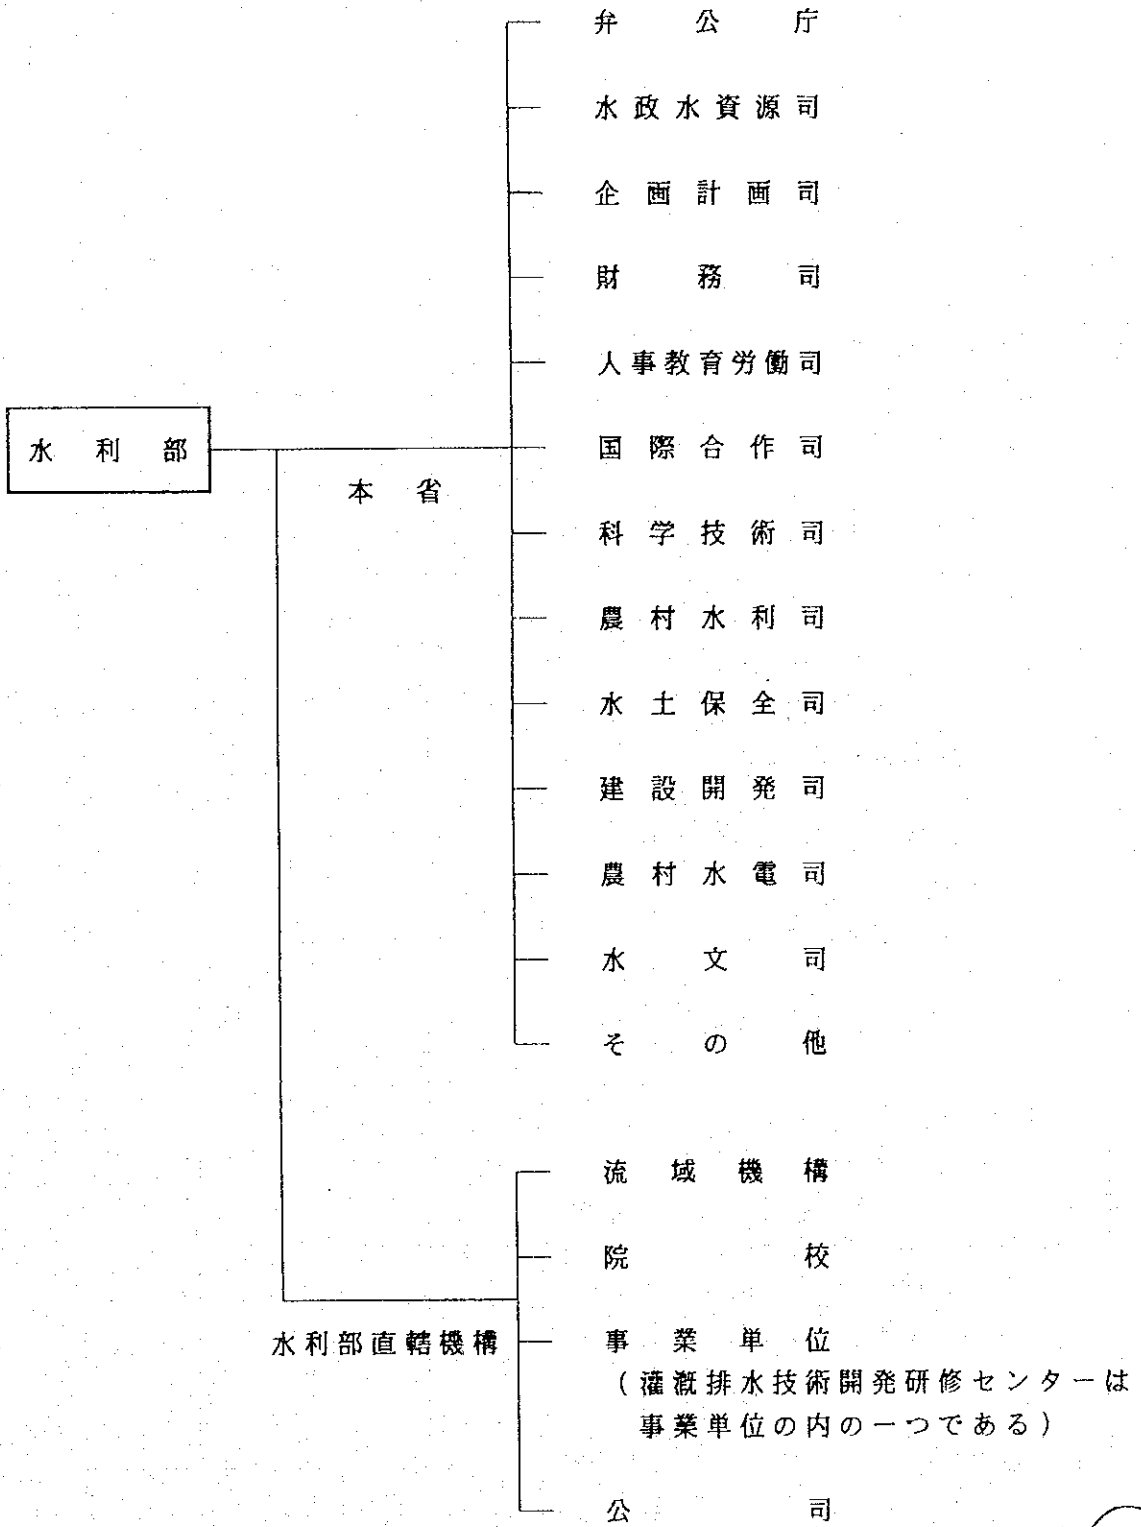 弁公庁
水政水資源司
企画計画司
財務司
人事教育労働司
水利部
国際合作司
本省
科学技術司
農村水利司
水土保全司
建設開発司
農村水電司
水文司
その他
流域機構
院校
水利部直轄機構
事業単位
(灌漑排水技術開発研修センターは
事業単位の内の一つである)
公司